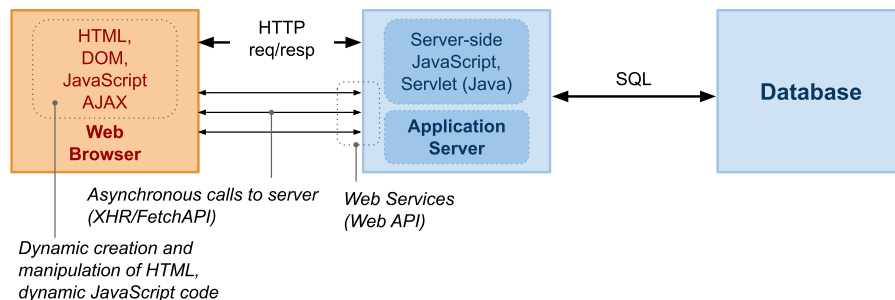 HTML,
DOM,
JavaScript
AJAX
Web
Browser
HTTP
req/resp
Server-side
JavaScript,
Servlet (Java)
Application
Server
SQL
Database
Asynchronous calls to server
(XHR/FetchAPI)
Web Services
(Web API)
Dynamic creation and
manipulation of HTML,
dynamic JavaScript code